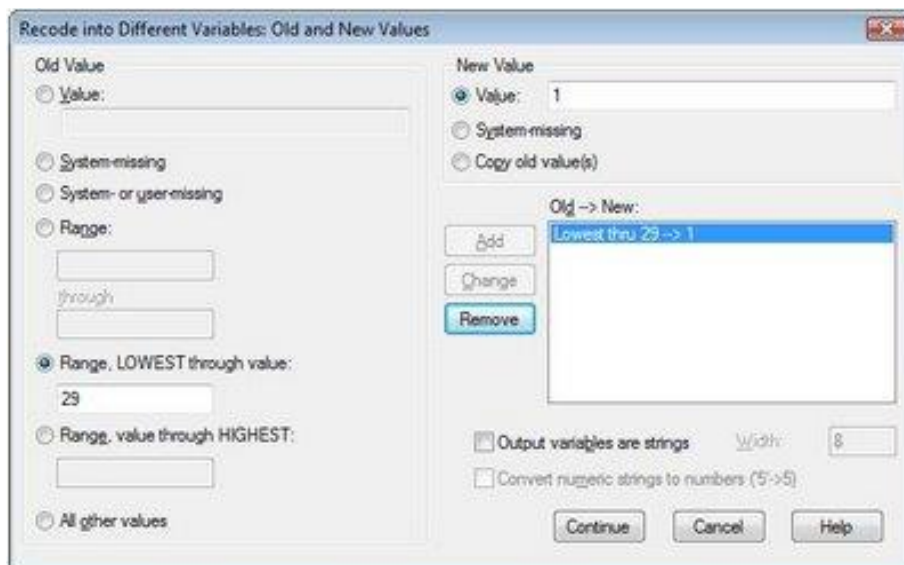 Recode into Different Variables: Old and New Values
Old Value
Value:
System-missing
System- or user-missing
Range:
through
Range, LOWEST through value:
29
Range, value through HIGHEST:
All other values
New Value
Value: 1
System-missing
Copy old value(s)
Old --> New:
Add
Lowest thru 29 --> 1
Change
Remove
Output variables are strings Width: 8
Convert numeric strings to numbers ('5'->5)
Continue Cancel Help